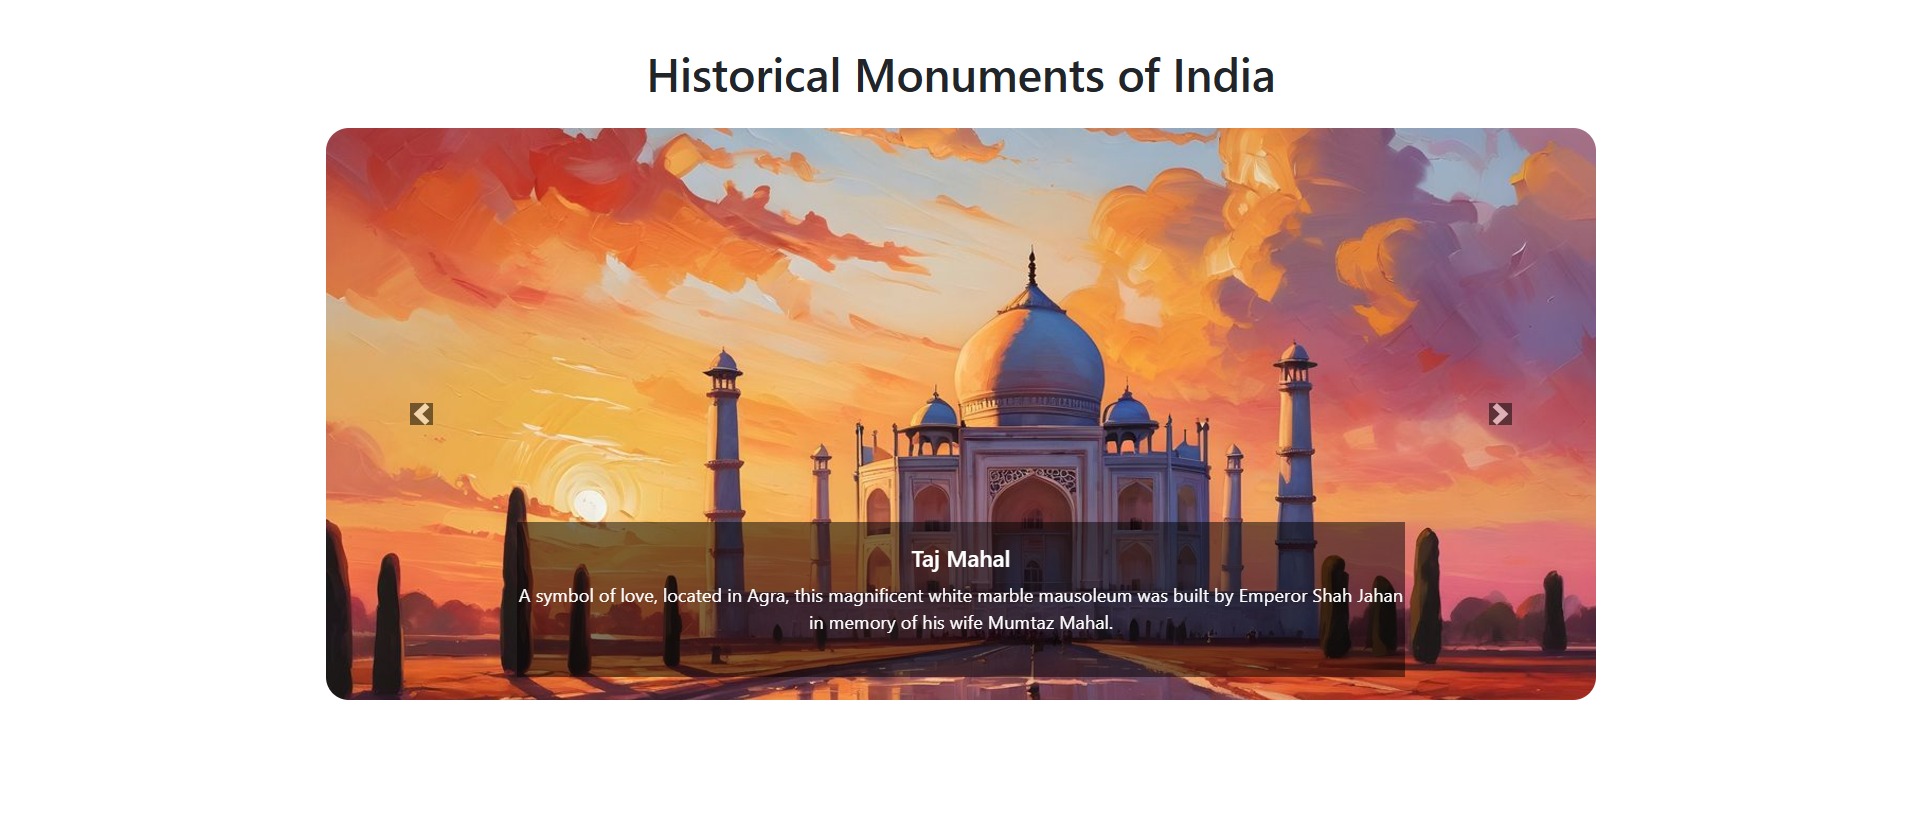 Historical Monuments of India
Taj Mahal
A symbol of love, located in Agra, this magnificent white marble mausoleum was built by Emperor Shah Jahan
in memory of his wife Mumtaz Mahal.